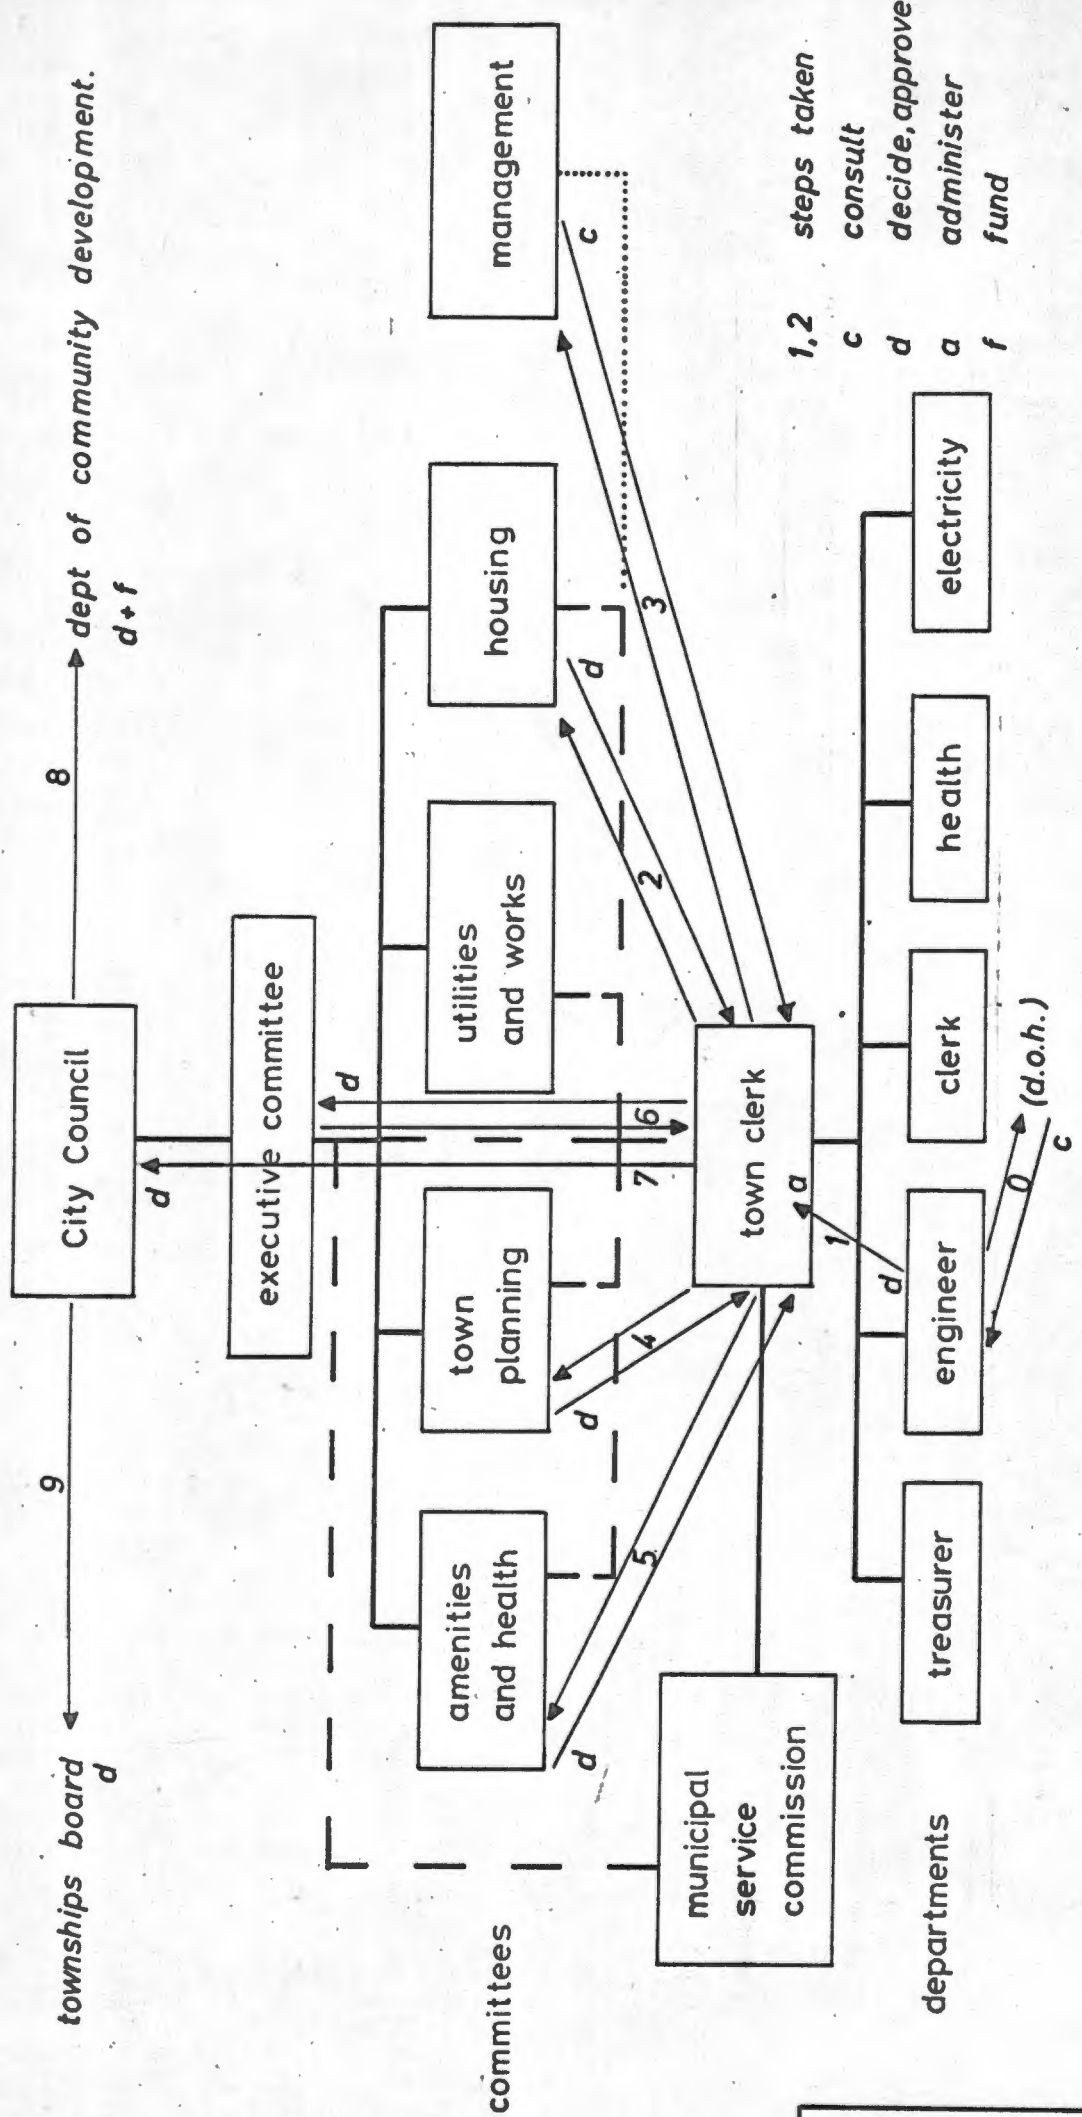 City Council
townships board
d
9
8
dept of community development.
d + f
d
executive committee
d
committees
amenities
and health
town
planning
utilities
and works
housing
management
d
5
d
4
7
6
2
d
3
c
municipal
service
commission
town clerk
a
1
d
departments
treasurer
engineer
clerk
health
electricity
0
(d.o.h.)
c
1,2 steps taken
c consult
d decide, approve
a administer
f fund